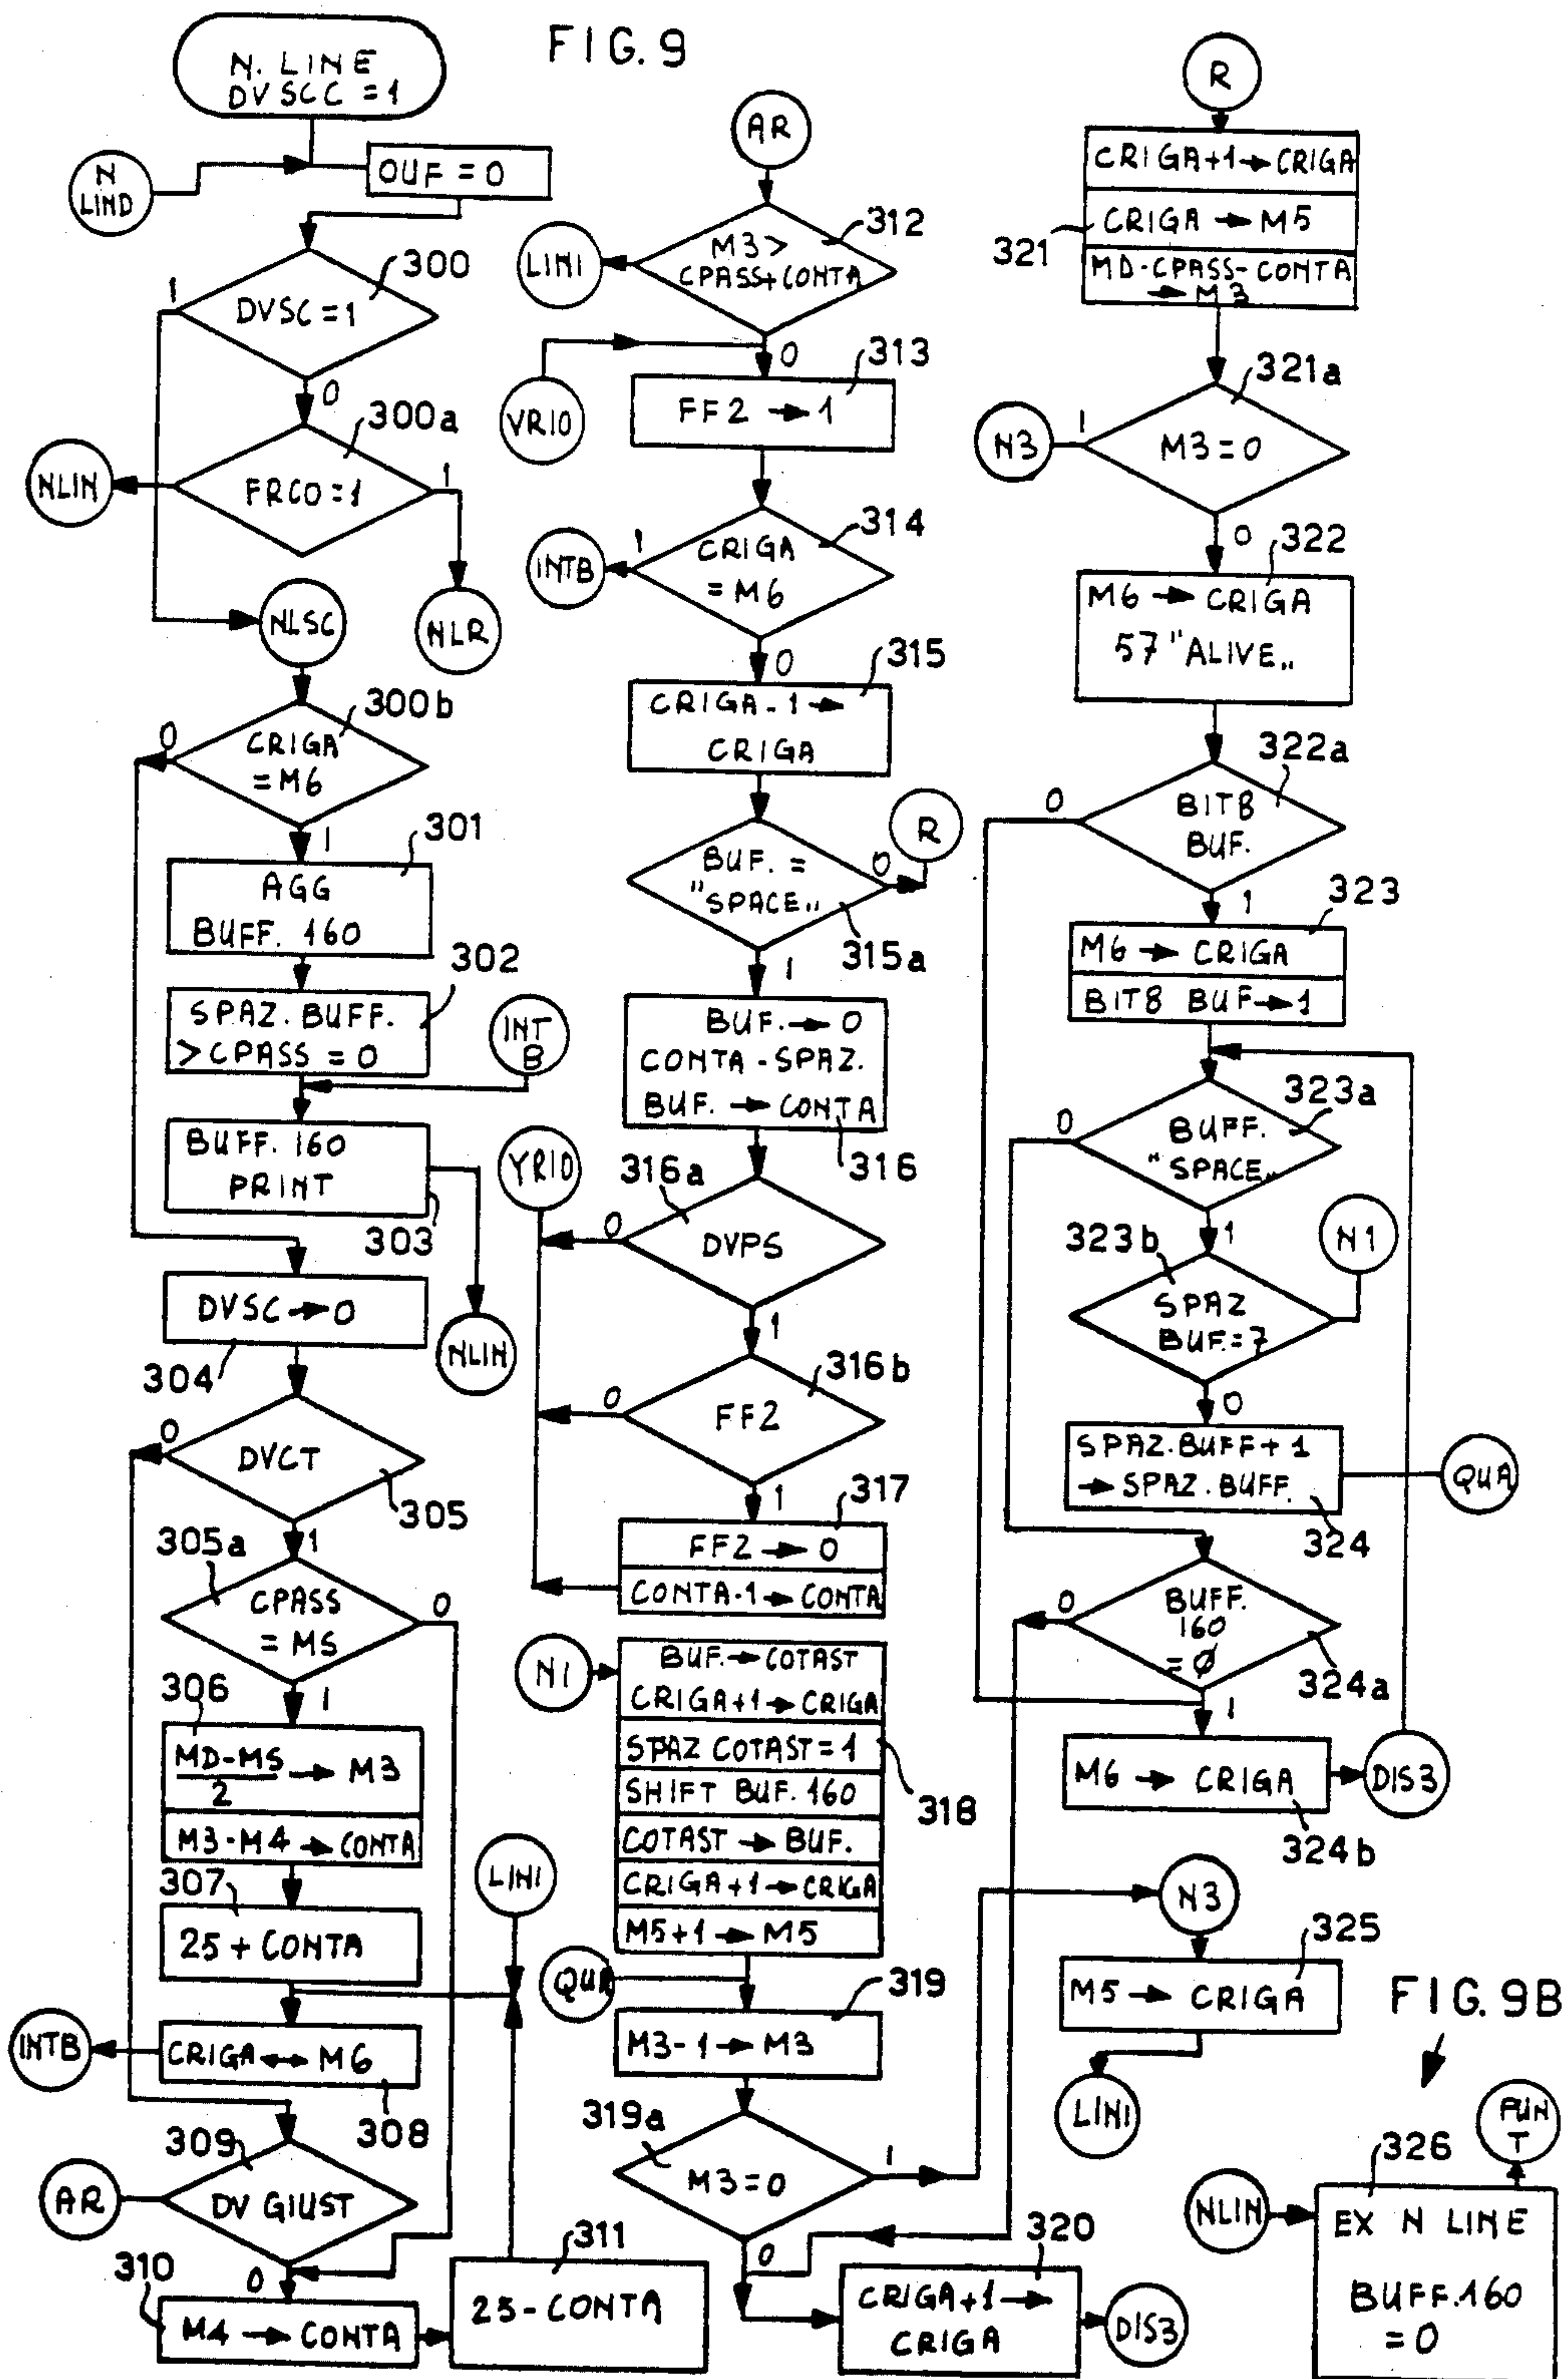 FIG. 9
N. LINE
DVSCC = 1
N
LIND
OUF = 0
300
1
DVSC = 1
0
300a
NLIN
FRCO = 1
1
NLSC
NLR
300b
0
CRIGA
= M6
1
301
AGG
BUFF. 160
302
SPAZ. BUFF.
> CPASS = 0
INT
B
BUFF. 160
PRINT
303
DVSC → 0
304
NLIN
0
DVCT
305
1
305a
CPASS
= MS
0
1
306
MD-MS
2
→ M3
M3-M4 → CONTA
307
25 + CONTA
LINI
INTB
CRIGA ↔ M6
308
309
AR
DV GIUST
0
310
M4 → CONTA
311
25 - CONTA
AR
312
LINI
M3 >
CPASS+CONTA
0
VRIO
313
FF2 → 1
314
INTB
1
CRIGA
= M6
0
315
CRIGA - 1 →
CRIGA
R
BUF. =
"SPACE„
0
315a
1
BUF. → 0
CONTA - SPAZ.
BUF. → CONTA
316
YRIO
316a
0
DVPS
1
316b
0
FF2
1
317
FF2 → 0
CONTA-1 → CONTA
N1
BUF. → COTAST
CRIGA+1 → CRIGA
SPAZ COTAST = 1
SHIFT BUF. 160
318
COTAST → BUF.
CRIGA+1 → CRIGA
M5+1 → M5
QUA
319
M3-1 → M3
319a
M3 = 0
1
0
320
CRIGA+1 →
CRIGA
DIS3
R
CRIGA+1 → CRIGA
CRIGA → M5
321
MD-CPASS-CONTA
→ M3
321a
N3
1
M3 = 0
0
322
M6 → CRIGA
57 "ALIVE„
322a
0
BIT8
BUF.
1
323
M6 → CRIGA
BIT8 BUF → 1
323a
0
BUFF.
"SPACE„
1
323b
N1
SPAZ
BUF. = 7
0
SPAZ.BUFF+1
→ SPAZ. BUFF.
QUA
324
0
BUFF.
160
= Ø
324a
1
M6 → CRIGA
DIS3
324b
N3
325
M5 → CRIGA
LINI
FIG. 9B
PUN
T
326
NLIN
EX N LINE
BUFF.160
= 0